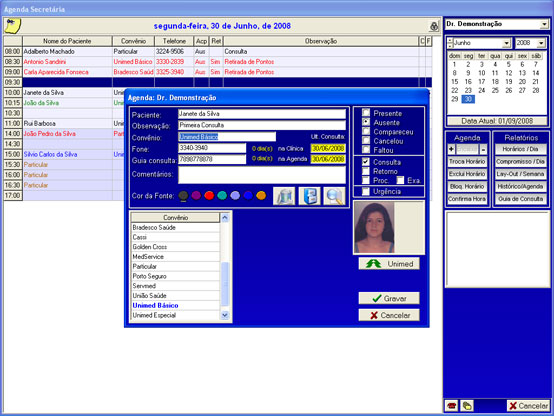 Agenda Secretária
segunda-feira, 30 de Junho, de 2008
Nome do Paciente Convênio Telefone Acp Ret Observação C F
08:00 Adalberto Machado Particular 3224-9506 Aus Consulta
08:30 Antonio Sandrini Unimed Básico 3330-2839 Aus Sim Retirada de Pontos
09:00 Carla Aparecida Fonseca Bradesco Saúd 3325-3940 Aus Sim Retirada de Pontos
09:30
10:00 Janete da Silva
10:15 João da Silva
10:30
11:00 Rui Barbosa
14:00 João Pedro da Silva
14:30
15:00 Silvio Carlos da Silva
15:30 Particular
16:00 Particular
16:30 Particular
17:00
Agenda: Dr. Demonstração
Paciente: Janete da Silva
Observação: Pimeira Consulta
Convênio: Unimed Básico Ult. Consulta:
Fone: 3340-3940 0 dia(s) na Clínica 30/06/2008
Guia consulta: 7898778878 0 dia(s) na Agenda 30/06/2008
Comentários:
Cor da Fonte:
Presente
Ausente
Compareceu
Cancelou
Faltou
Consulta
Retorno
Proc. Exa.
Urgência
Convênio
Bradesco Saúde
Cassi
Golden Cross
MedService
Particular
Porto Seguro
Servmed
União Saúde
Unimed Básico
Unimed Especial
Unimed
Gravar
Cancelar
Dr. Demonstração
Junho 2008
dom seg ter qua qui sex sáb
1 2 3 4 5 6 7
8 9 10 11 12 13 14
15 16 17 18 19 20 21
22 23 24 25 26 27 28
29 30
Data Atual: 01/09/2008
Agenda Relatórios
Horários / Dia
Troca Horário Compromisso / Dia
Exclui Horário Lay-Out / Semana
Bloq. Horário Histórico/Agenda
Confirma Hora Guia de Consulta
Cancelar